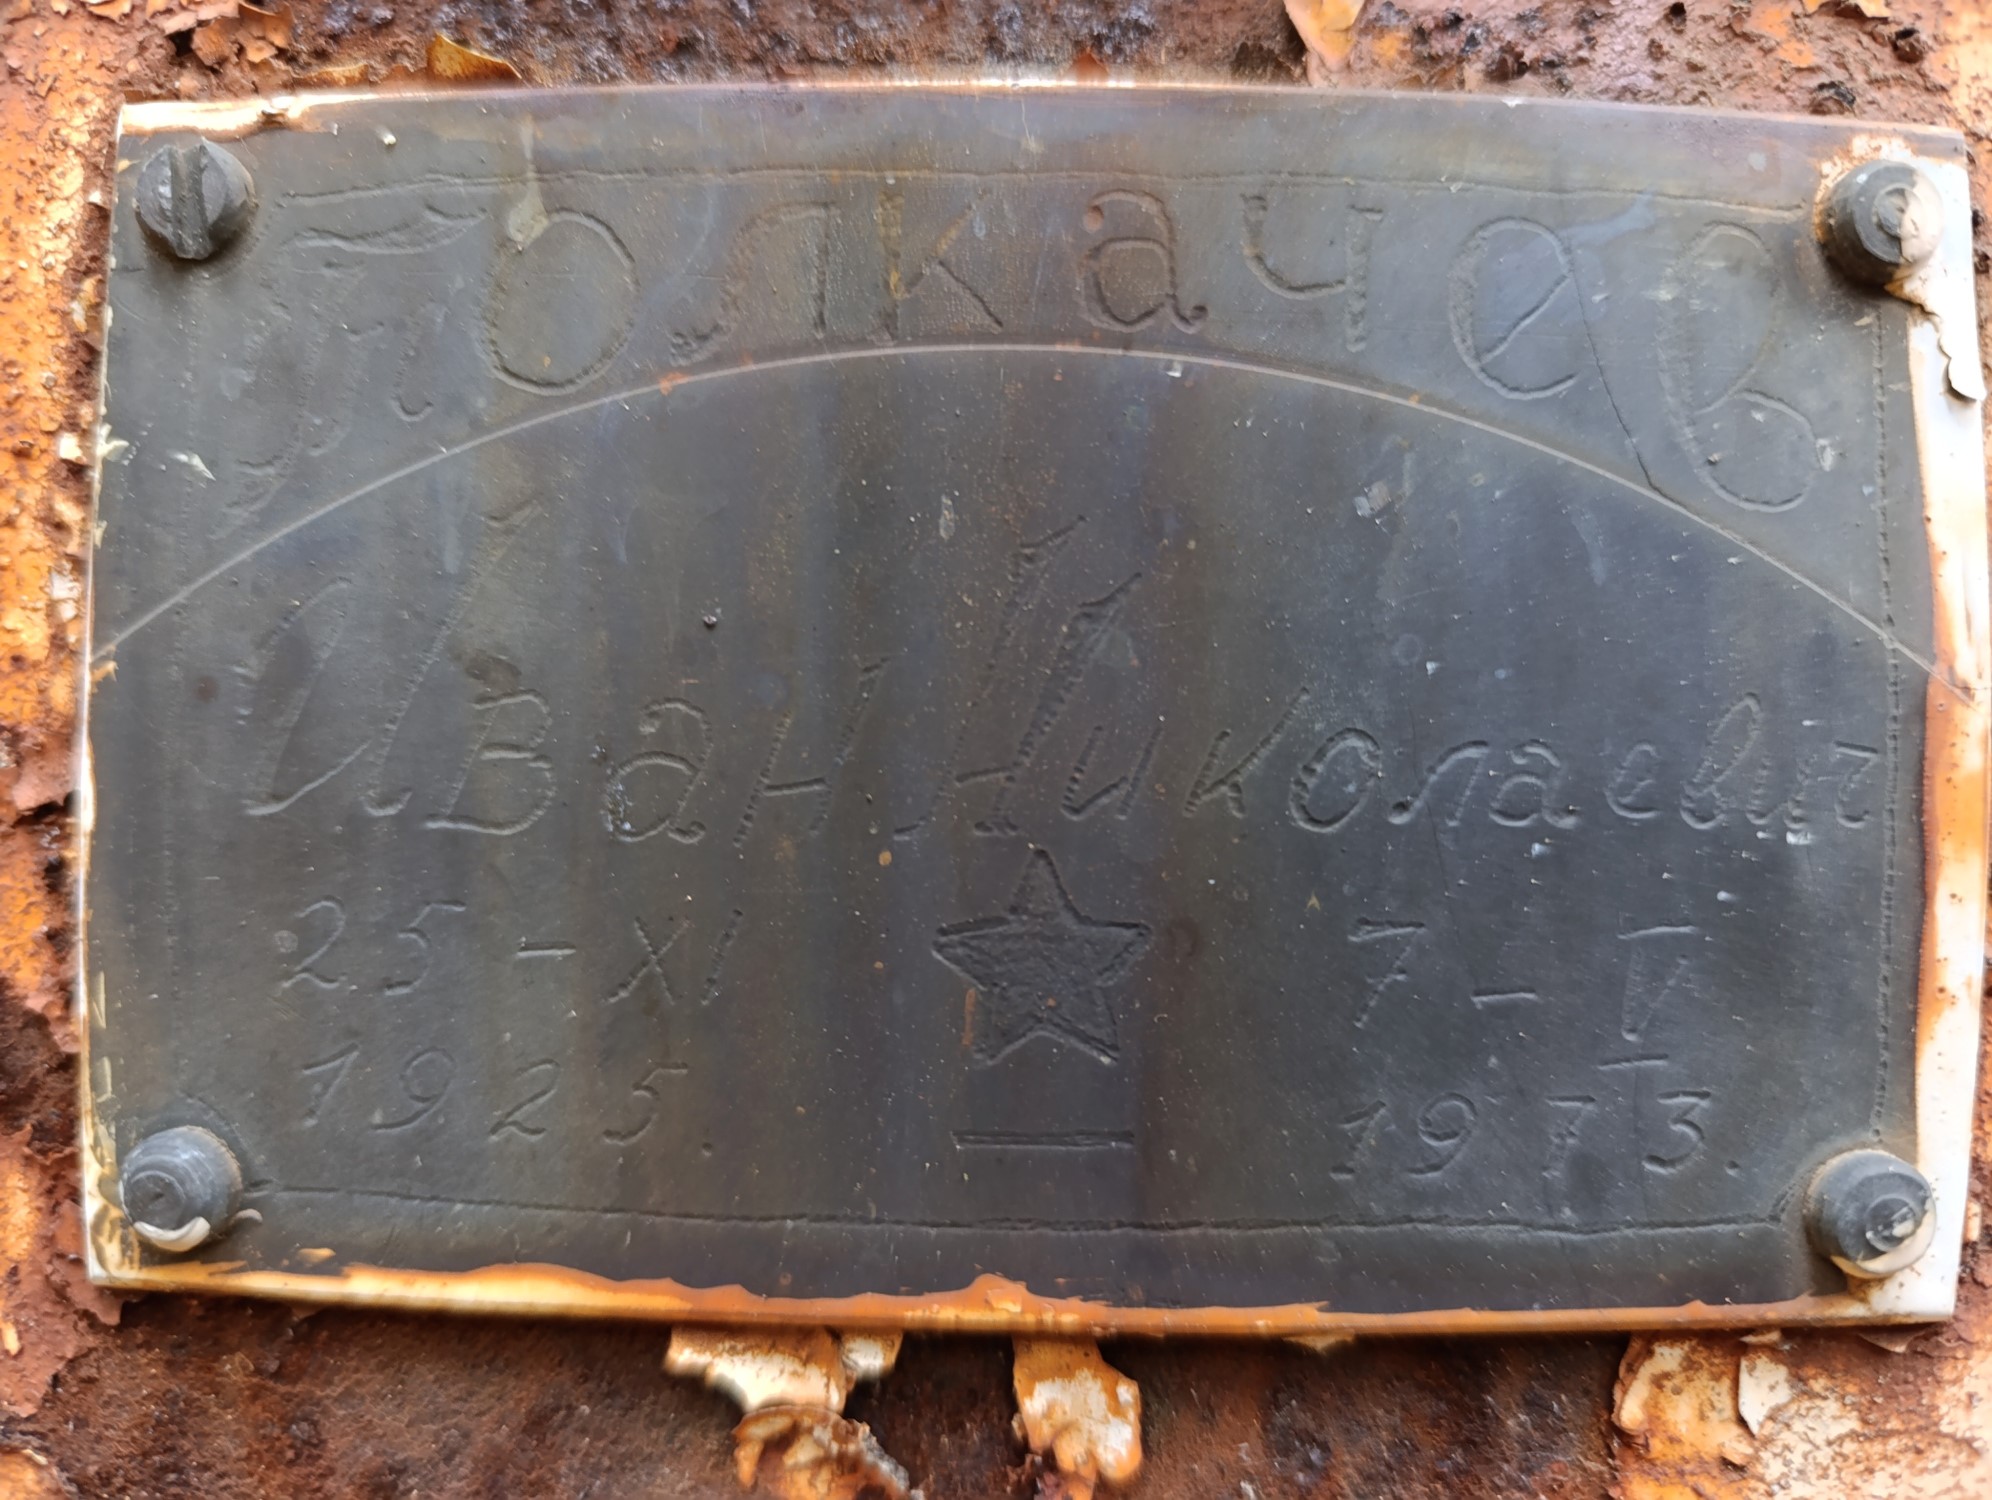 Толкачев
Иван Николаевич
25 - XI 7 - V
1925. — 1973.